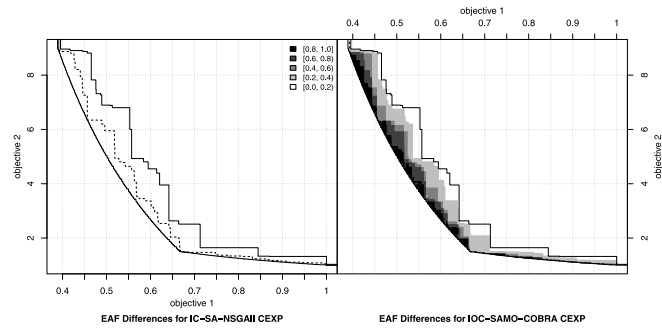 objective 1
0.4 0.5 0.6 0.7 0.8 0.9 1
[0.8, 1.0]
[0.6, 0.8)
[0.4, 0.6)
[0.2, 0.4)
[0.0, 0.2)
objective 2
8
6
4
2
0.4 0.5 0.6 0.7 0.8 0.9 1
objective 1
8
6
4
2
objective 2
EAF Differences for IC-SA-NSGAII CEXP
EAF Differences for IOC-SAMO-COBRA CEXP